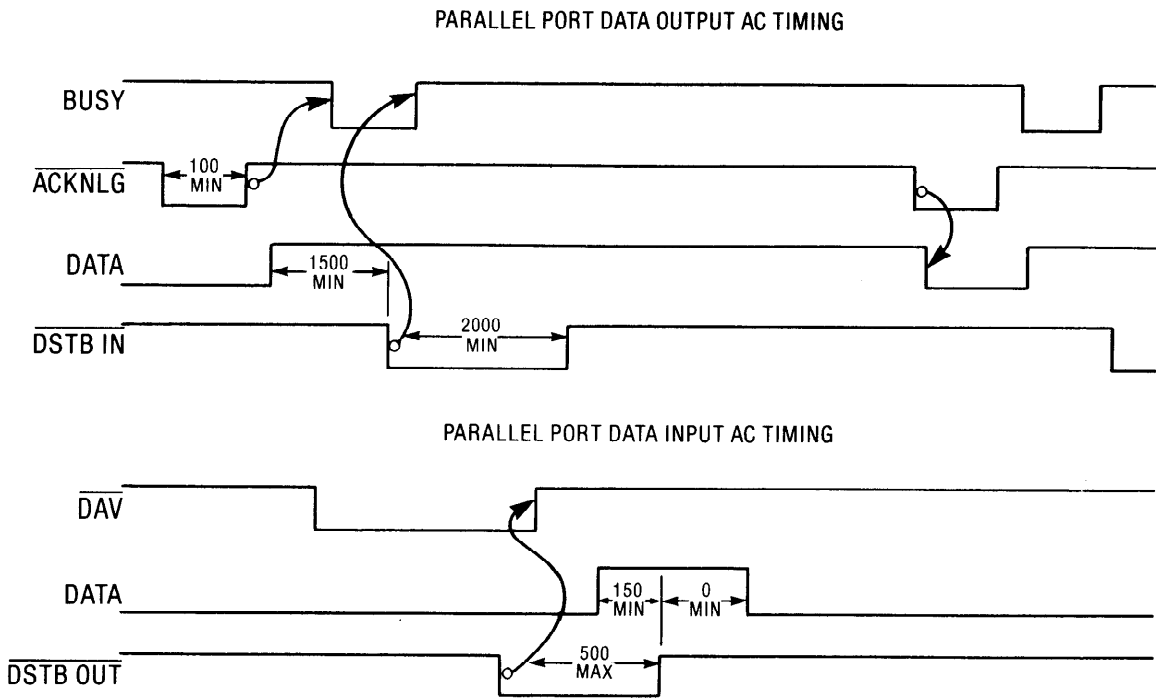 PARALLEL PORT DATA OUTPUT AC TIMING
BUSY
ACKNLG
100
MIN
DATA
1500
MIN
DSTB IN
2000
MIN
PARALLEL PORT DATA INPUT AC TIMING
DAV
DATA
150
MIN
0
MIN
DSTB OUT
500
MAX